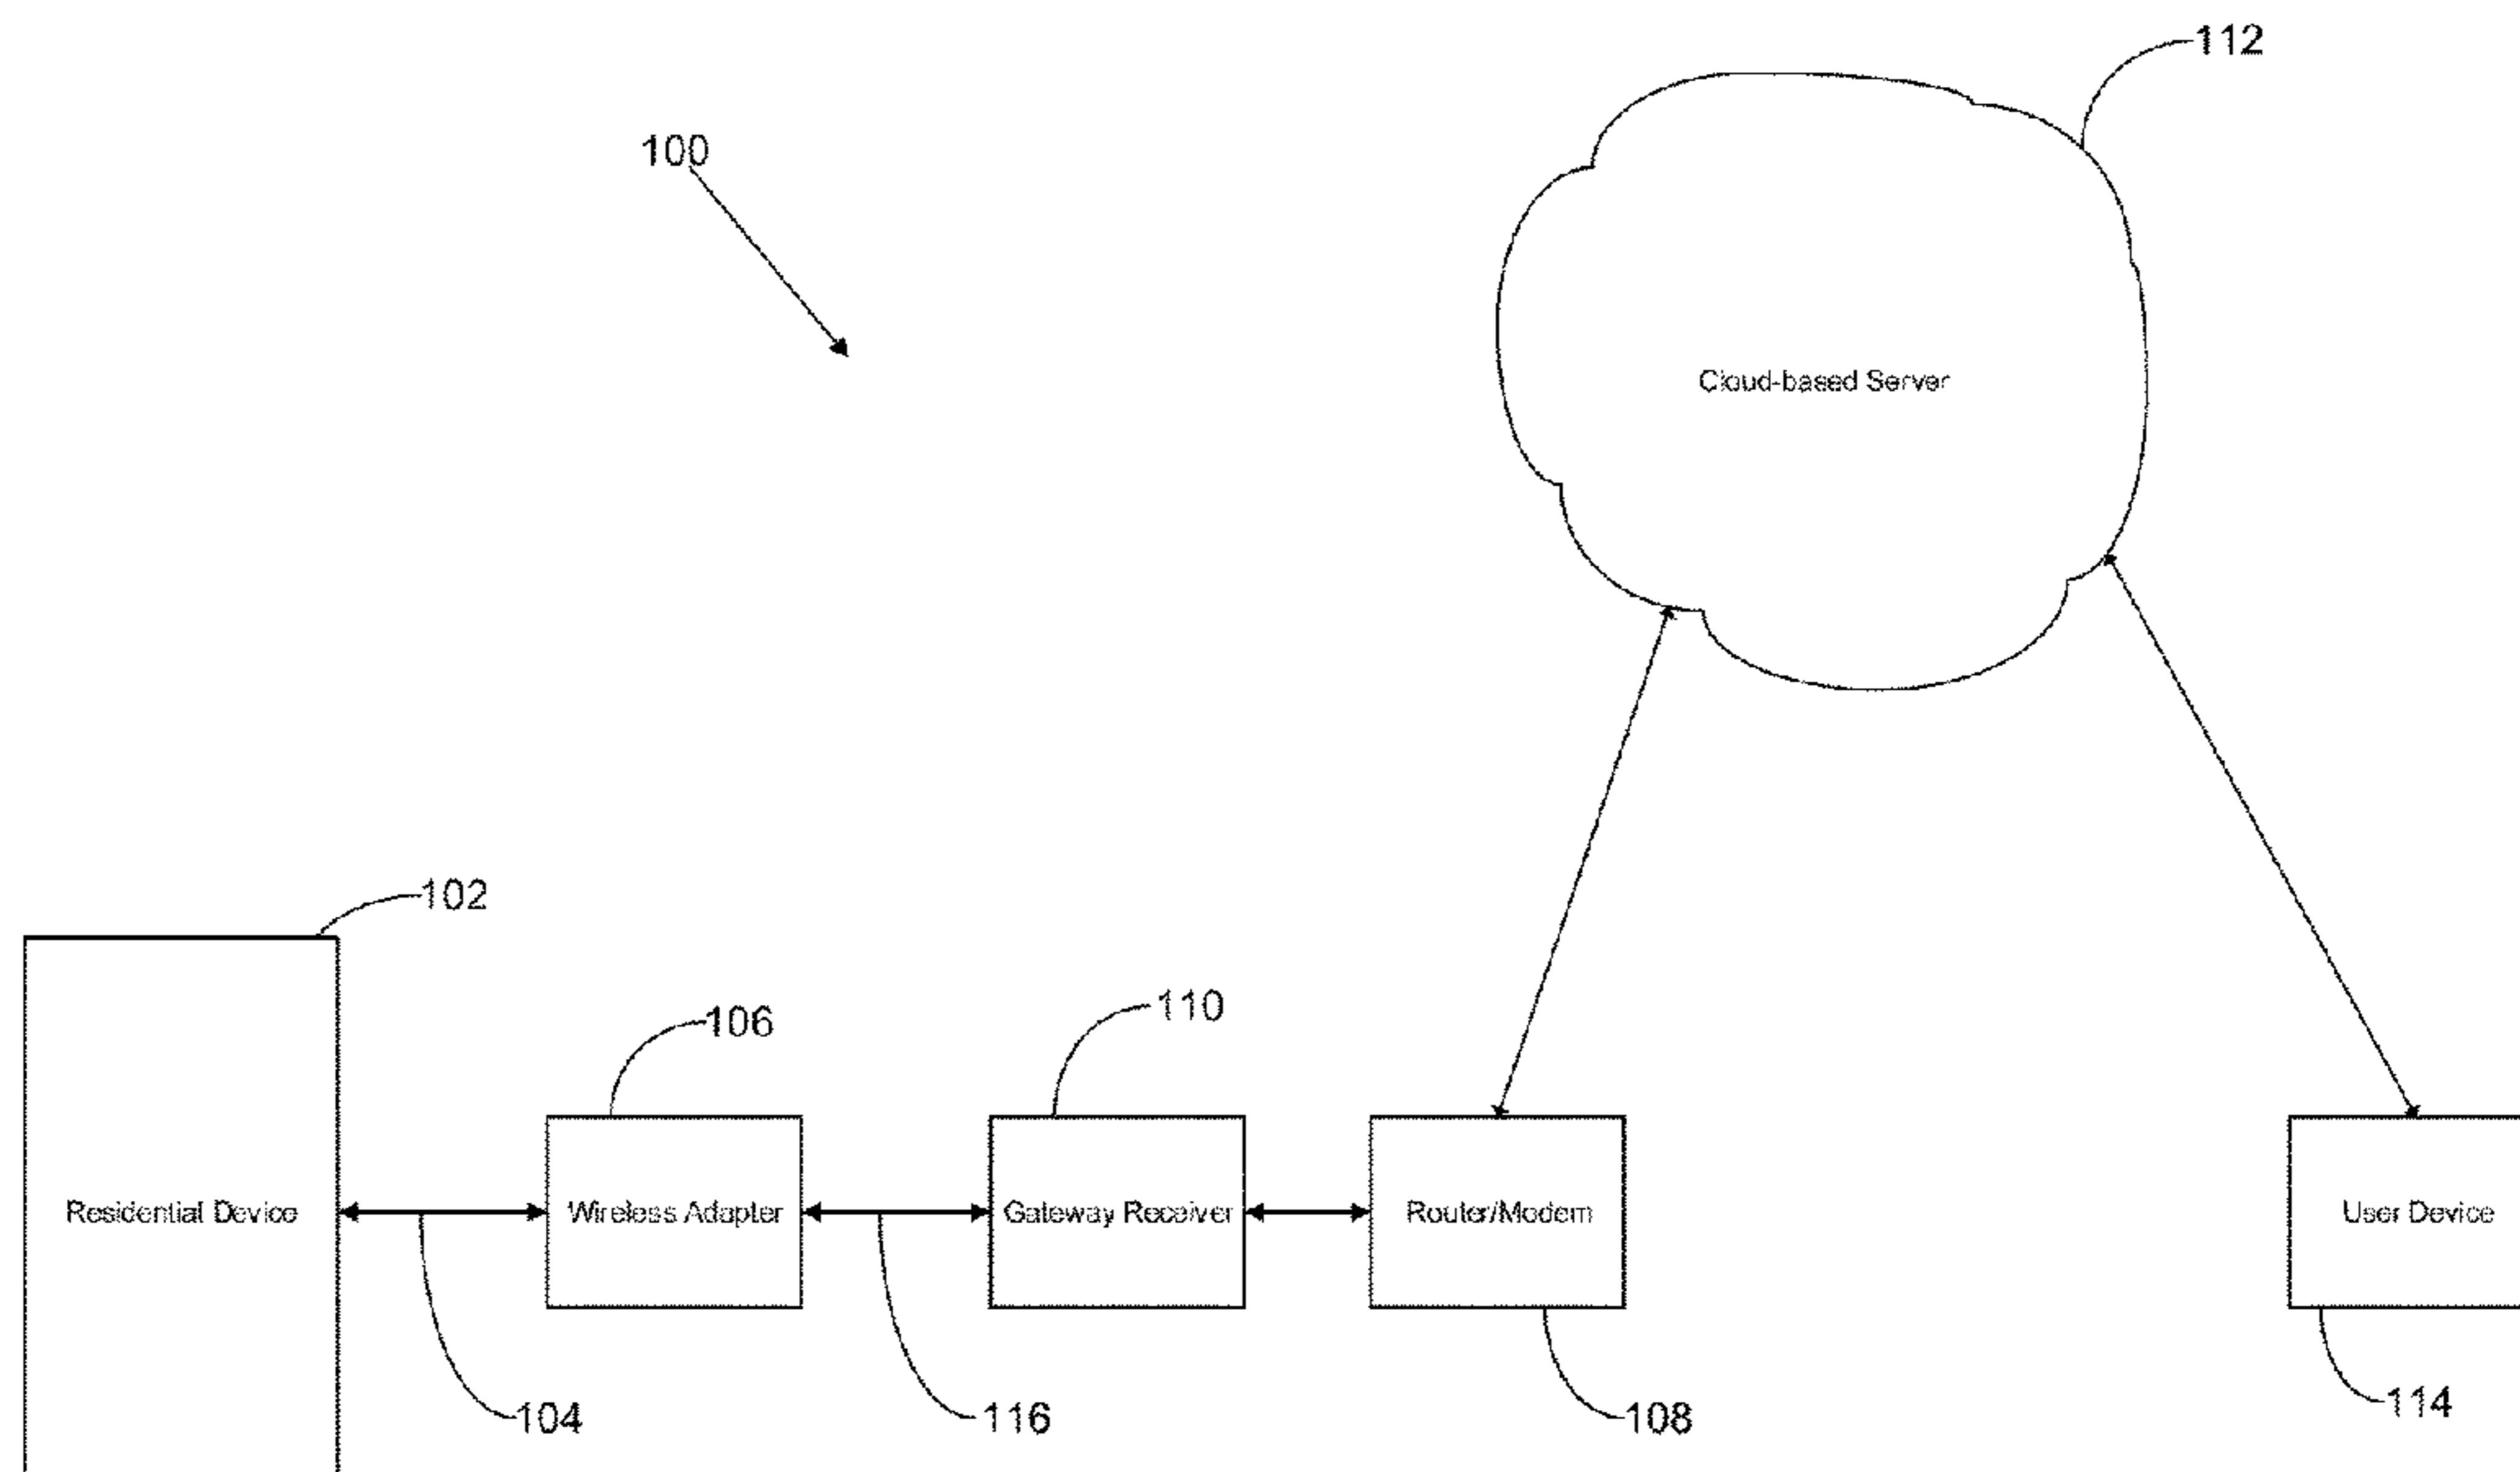 112
100
Cloud-based Server
102
106
110
Residential Device
Wireless Adapter
Gateway Receiver
Router/Modem
User Device
104
116
108
114